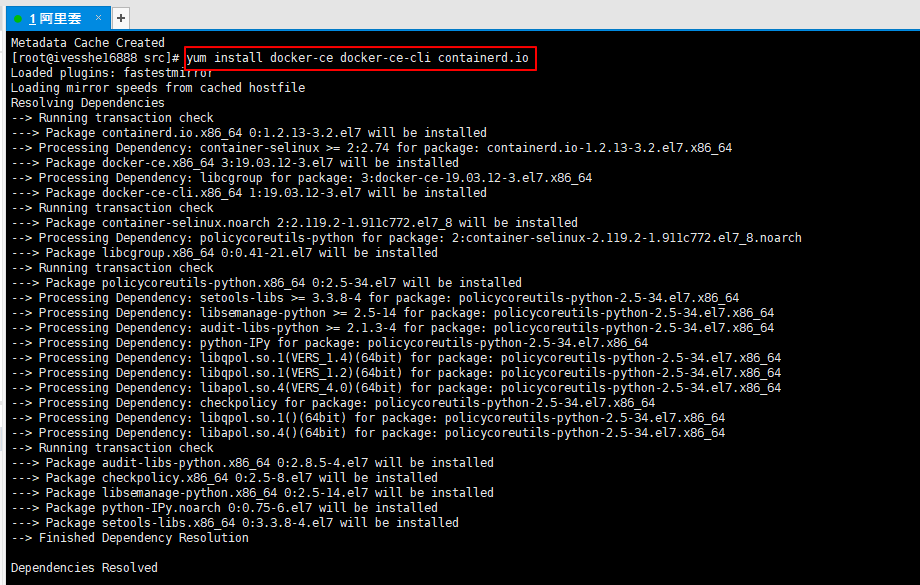 1 阿里云 × +
Metadata Cache Created
[root@ivesshe16888 src]# yum install docker-ce docker-ce-cli containerd.io
Loaded plugins: fastestmirror
Loading mirror speeds from cached hostfile
Resolving Dependencies
--> Running transaction check
---> Package containerd.io.x86_64 0:1.2.13-3.2.el7 will be installed
--> Processing Dependency: container-selinux >= 2:2.74 for package: containerd.io-1.2.13-3.2.el7.x86_64
---> Package docker-ce.x86_64 3:19.03.12-3.el7 will be installed
--> Processing Dependency: libcgroup for package: 3:docker-ce-19.03.12-3.el7.x86_64
---> Package docker-ce-cli.x86_64 1:19.03.12-3.el7 will be installed
--> Running transaction check
---> Package container-selinux.noarch 2:2.119.2-1.911c772.el7_8 will be installed
--> Processing Dependency: policycoreutils-python for package: 2:container-selinux-2.119.2-1.911c772.el7_8.noarch
---> Package libcgroup.x86_64 0:0.41-21.el7 will be installed
--> Running transaction check
---> Package policycoreutils-python.x86_64 0:2.5-34.el7 will be installed
--> Processing Dependency: setools-libs >= 3.3.8-4 for package: policycoreutils-python-2.5-34.el7.x86_64
--> Processing Dependency: libsemanage-python >= 2.5-14 for package: policycoreutils-python-2.5-34.el7.x86_64
--> Processing Dependency: audit-libs-python >= 2.1.3-4 for package: policycoreutils-python-2.5-34.el7.x86_64
--> Processing Dependency: python-IPy for package: policycoreutils-python-2.5-34.el7.x86_64
--> Processing Dependency: libqpol.so.1(VERS_1.4)(64bit) for package: policycoreutils-python-2.5-34.el7.x86_64
--> Processing Dependency: libqpol.so.1(VERS_1.2)(64bit) for package: policycoreutils-python-2.5-34.el7.x86_64
--> Processing Dependency: libapol.so.4(VERS_4.0)(64bit) for package: policycoreutils-python-2.5-34.el7.x86_64
--> Processing Dependency: checkpolicy for package: policycoreutils-python-2.5-34.el7.x86_64
--> Processing Dependency: libqpol.so.1()(64bit) for package: policycoreutils-python-2.5-34.el7.x86_64
--> Processing Dependency: libapol.so.4()(64bit) for package: policycoreutils-python-2.5-34.el7.x86_64
--> Running transaction check
---> Package audit-libs-python.x86_64 0:2.8.5-4.el7 will be installed
---> Package checkpolicy.x86_64 0:2.5-8.el7 will be installed
---> Package libsemanage-python.x86_64 0:2.5-14.el7 will be installed
---> Package python-IPy.noarch 0:0.75-6.el7 will be installed
---> Package setools-libs.x86_64 0:3.3.8-4.el7 will be installed
--> Finished Dependency Resolution
Dependencies Resolved